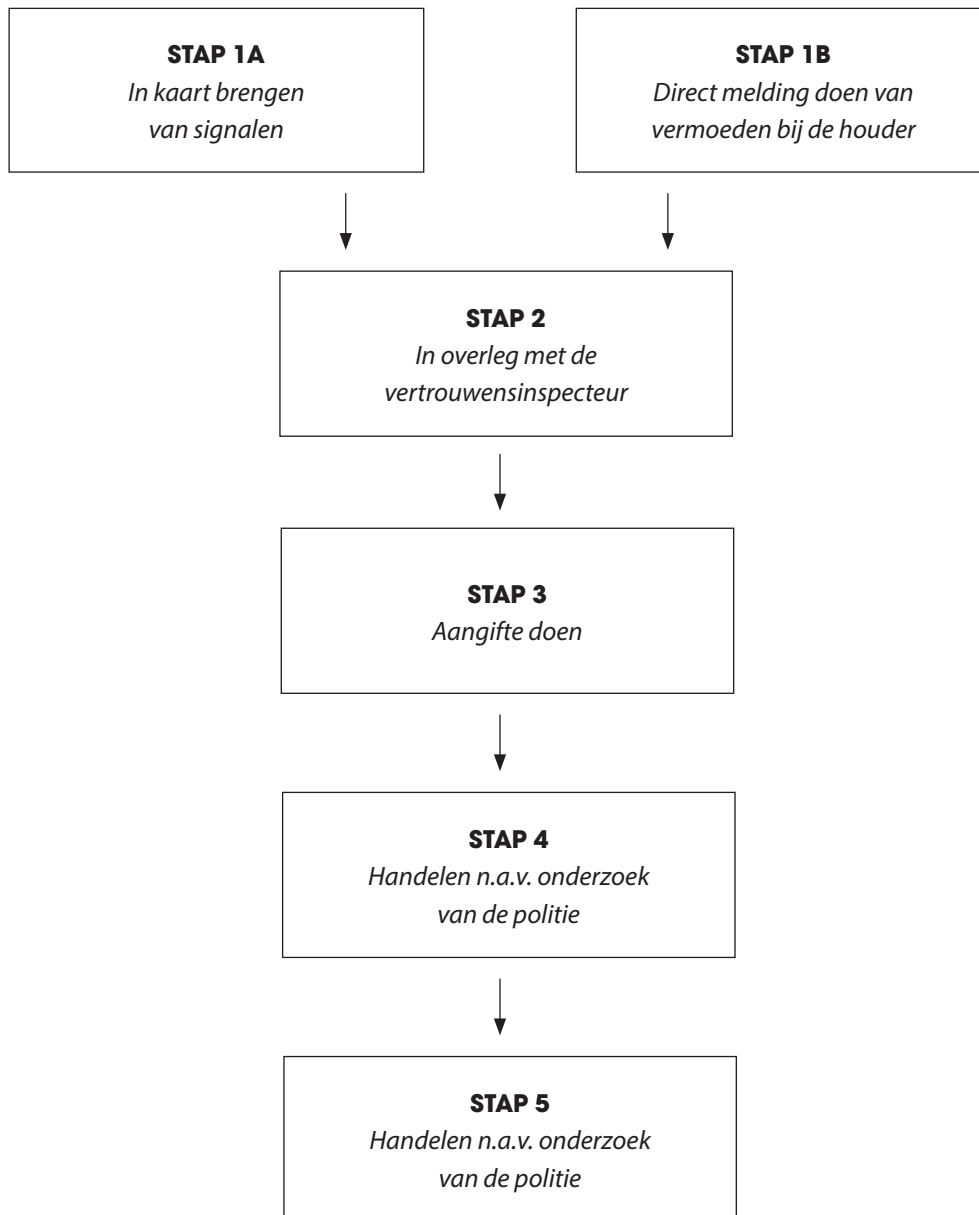 STAP 1A
In kaart brengen
van signalen
STAP 1B
Direct melding doen van
vermoeden bij de houder
STAP 2
In overleg met de
vertrouwensinspecteur
STAP 3
Aangifte doen
STAP 4
Handelen n.a.v. onderzoek
van de politie
STAP 5
Handelen n.a.v. onderzoek
van de politie